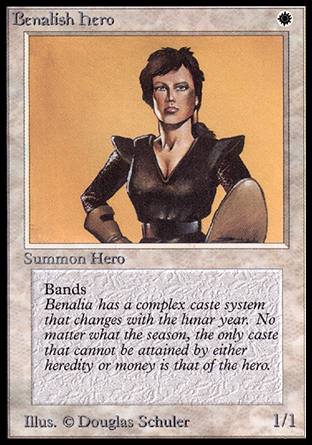 Benalish Hero
Summon Hero
Bands
Benalia has a complex caste system
that changes with the lunar year. No
matter what the season, the only caste
that cannot be attained by either
heredity or money is that of the hero.
Illus. © Douglas Schuler
1/1